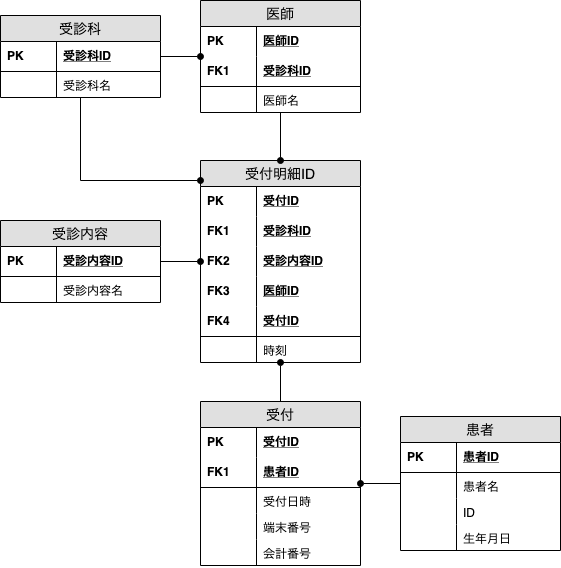 受診科
PK 受診科ID
受診科名
医師
PK 医師ID
FK1 受診科ID
医師名
受付明細ID
PK 受付ID
FK1 受診科ID
FK2 受診内容ID
FK3 医師ID
FK4 受付ID
時刻
受診内容
PK 受診内容ID
受診内容名
受付
PK 受付ID
FK1 患者ID
受付日時
端末番号
会計番号
患者
PK 患者ID
患者名
ID
生年月日